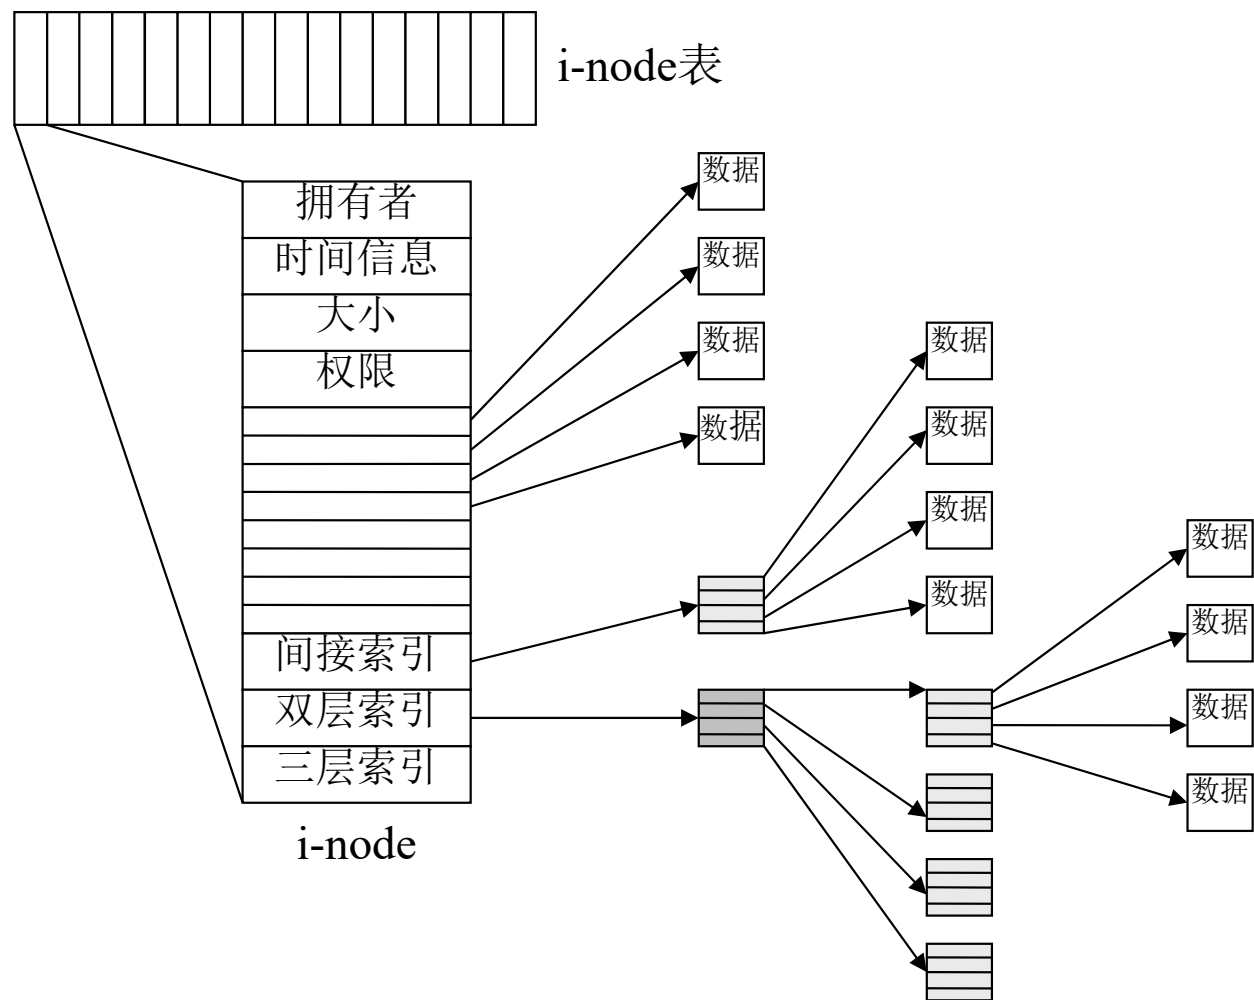 i-node表
拥有者
时间信息
大小
权限
间接索引
双层索引
三层索引
i-node
数据
数据
数据
数据
数据
数据
数据
数据
数据
数据
数据
数据